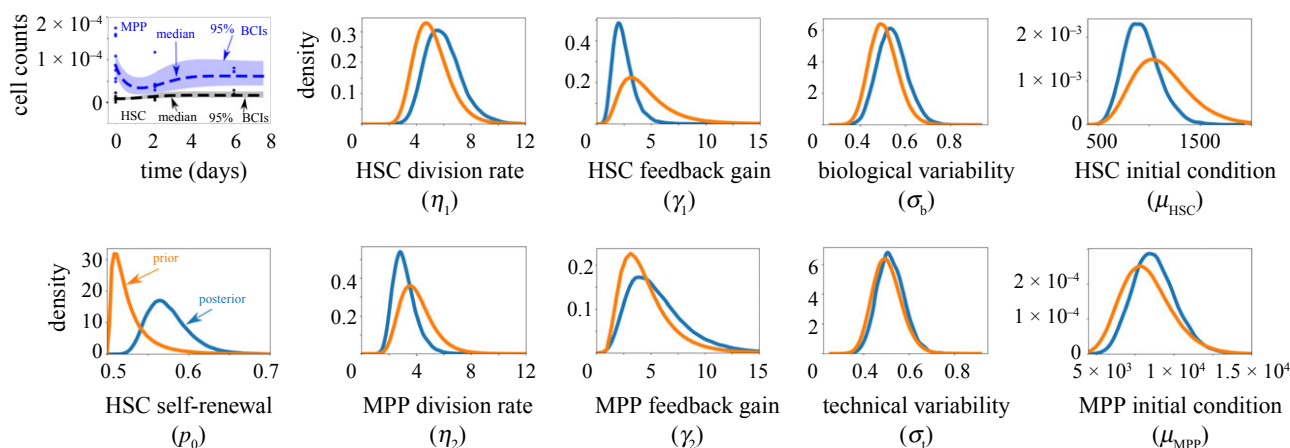 cell counts
2 × 10⁻⁴
1 × 10⁻⁴
0
MPP
median
95%
BCIs
HSC
median
95%
BCIs
0 2 4 6 8
time (days)
density
0.3
0.2
0.1
0 4 8 12
HSC division rate
(η₁)
0.4
0.2
0 5 10 15
HSC feedback gain
(γ₁)
6
4
2
0.4 0.6 0.8
biological variability
(σ_b)
2 × 10⁻³
1 × 10⁻³
0
500 1500
HSC initial condition
(μ_HSC)
density
30
20
10
0
prior
posterior
0.5 0.6 0.7
HSC self-renewal
(p₀)
0.4
0.2
0 4 8 12
MPP division rate
(η₂)
0.2
0.1
0
5 10 15
MPP feedback gain
(γ₂)
6
4
2
0
0.4 0.6 0.8
technical variability
(σ_t)
2 × 10⁻⁴
1 × 10⁻⁴
0
5 × 10³ 1 × 10⁴ 1.5 × 10⁴
MPP initial condition
(μ_MPP)